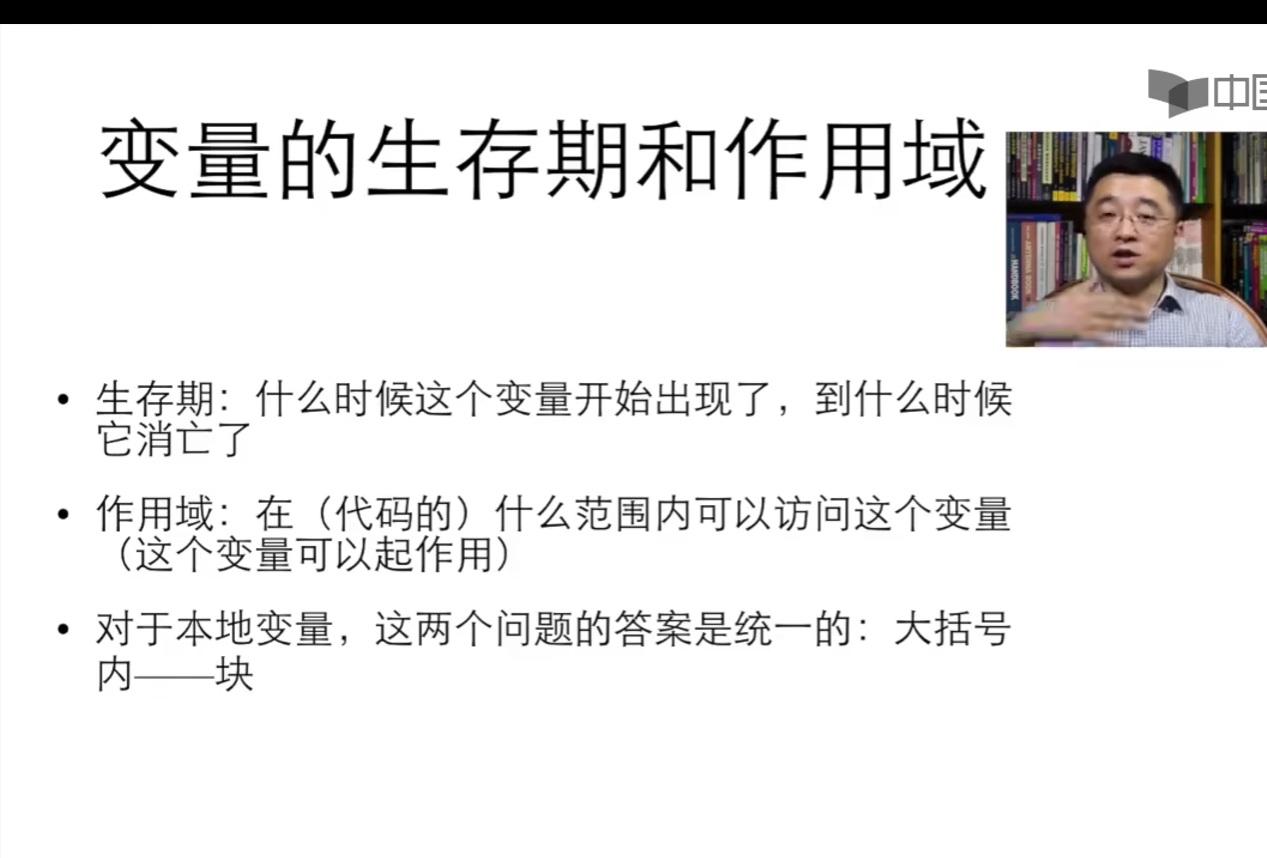 中国
变量的生存期和作用域
HANDBOOK
• 生存期：什么时候这个变量开始出现了，到什么时候
它消亡了
• 作用域：在（代码的）什么范围内可以访问这个变量
（这个变量可以起作用）
• 对于本地变量，这两个问题的答案是统一的：大括号
内——块